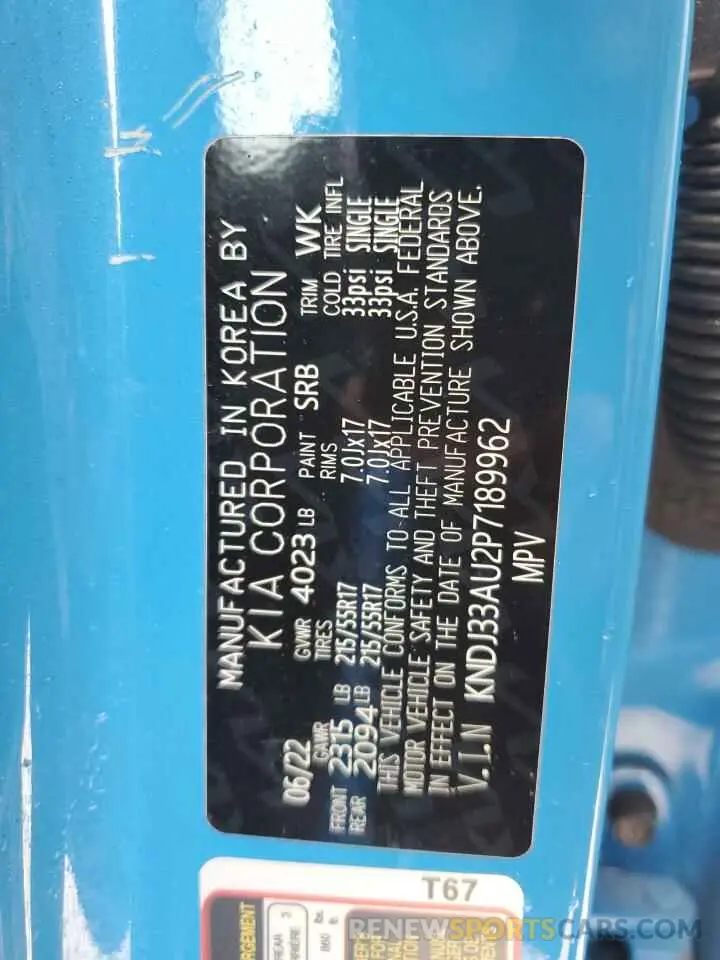 MANUFACTURED IN KOREA BY
KIA CORPORATION
06/22 GVWR 4023 LB PAINT SRB TRIM WK
GAWR TIRES RIMS COLD TIRE INFL
FRONT 2315 LB 215/55R17 7.0Jx17 33psi SINGLE
REAR 2094 LB 215/55R17 7.0Jx17 33psi SINGLE
THIS VEHICLE CONFORMS TO ALL APPLICABLE U.S.A. FEDERAL
MOTOR VEHICLE SAFETY AND THEFT PREVENTION STANDARDS
IN EFFECT ON THE DATE OF MANUFACTURE SHOWN ABOVE.
V.I.N KNDJ33AU2P7189962
MPV
T67
RENEWSPORTSCARS.COM